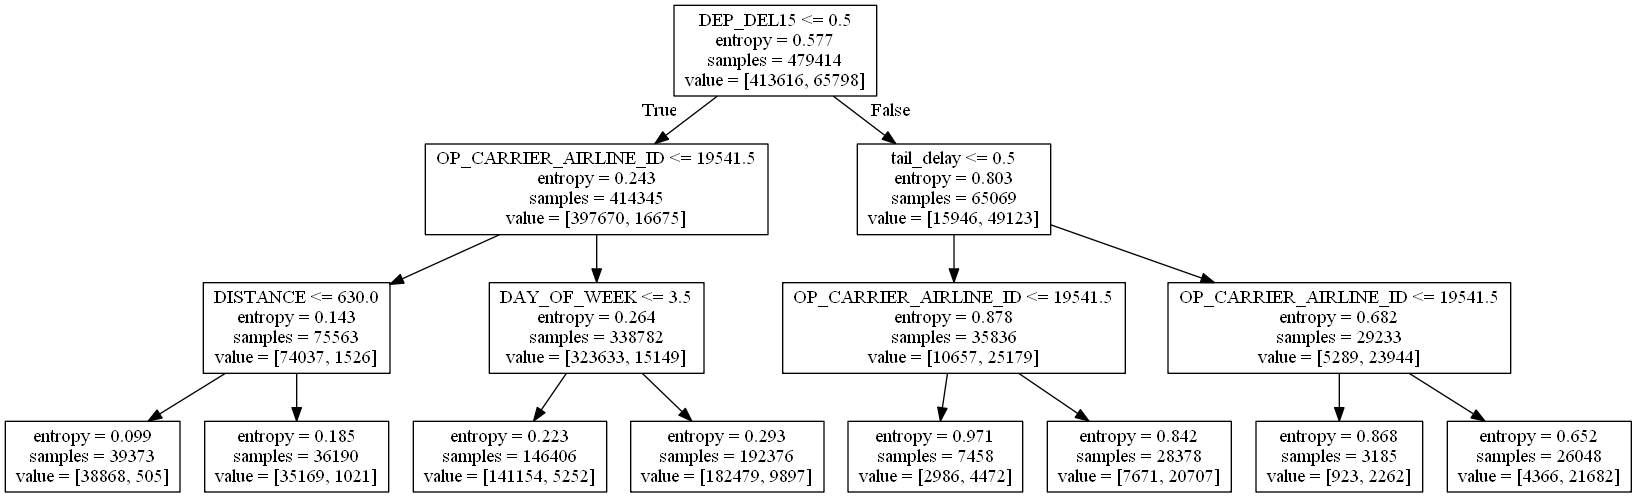 DEP_DEL15 <= 0.5
entropy = 0.577
samples = 479414
value = [413616, 65798]
True
False
OP_CARRIER_AIRLINE_ID <= 19541.5
entropy = 0.243
samples = 414345
value = [397670, 16675]
tail_delay <= 0.5
entropy = 0.803
samples = 65069
value = [15946, 49123]
DISTANCE <= 630.0
entropy = 0.143
samples = 75563
value = [74037, 1526]
DAY_OF_WEEK <= 3.5
entropy = 0.264
samples = 338782
value = [323633, 15149]
OP_CARRIER_AIRLINE_ID <= 19541.5
entropy = 0.878
samples = 35836
value = [10657, 25179]
OP_CARRIER_AIRLINE_ID <= 19541.5
entropy = 0.682
samples = 29233
value = [5289, 23944]
entropy = 0.099
samples = 39373
value = [38868, 505]
entropy = 0.185
samples = 36190
value = [35169, 1021]
entropy = 0.223
samples = 146406
value = [141154, 5252]
entropy = 0.293
samples = 192376
value = [182479, 9897]
entropy = 0.971
samples = 7458
value = [2986, 4472]
entropy = 0.842
samples = 28378
value = [7671, 20707]
entropy = 0.868
samples = 3185
value = [923, 2262]
entropy = 0.652
samples = 26048
value = [4366, 21682]